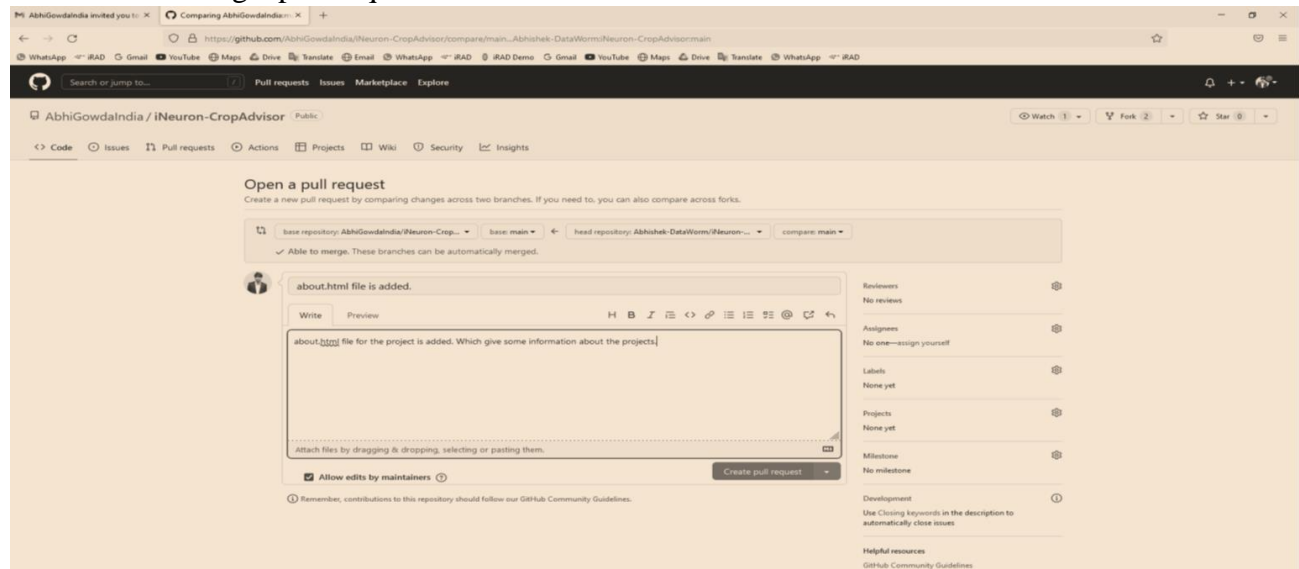 AbhiGowdaIndia invited you to
Comparing AbhiGowdaIndia:m
https://github.com/AbhiGowdaIndia/iNeuron-CropAdvisor/compare/main...Abhishek-DataWorm:iNeuron-CropAdvisor:main
WhatsApp iRAD Gmail YouTube Maps Drive Translate Email WhatsApp iRAD iRAD Demo Gmail YouTube Maps Drive Translate WhatsApp iRAD
Search or jump to... / Pull requests Issues Marketplace Explore
AbhiGowdaIndia / iNeuron-CropAdvisor Public
Watch 1 Fork 2 Star 0
Code Issues Pull requests Actions Projects Wiki Security Insights
Open a pull request
Create a new pull request by comparing changes across two branches. If you need to, you can also compare across forks.
base repository: AbhiGowdaIndia/iNeuron-Crop... base: main head repository: Abhishek-DataWorm/iNeuron-... compare: main
Able to merge. These branches can be automatically merged.
about.html file is added.
Write Preview H B I
about.html file for the project is added. Which give some information about the projects.
Attach files by dragging & dropping, selecting or pasting them.
Allow edits by maintainers
Create pull request
Remember, contributions to this repository should follow our GitHub Community Guidelines.
Reviewers
No reviews
Assignees
No one—assign yourself
Labels
None yet
Projects
None yet
Milestone
No milestone
Development
Use Closing keywords in the description to
automatically close issues
Helpful resources
GitHub Community Guidelines